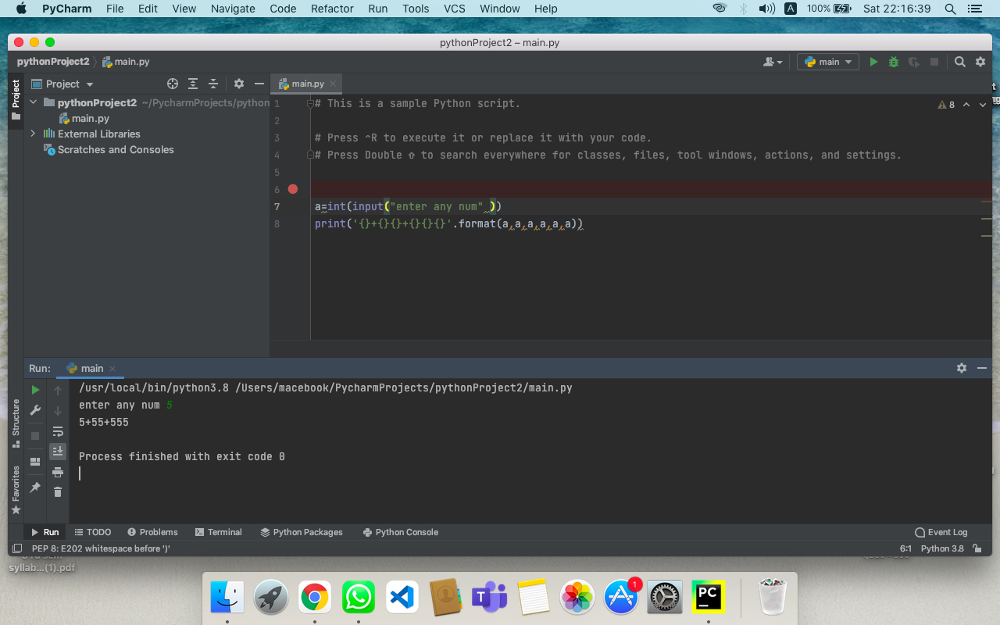 PyCharm File Edit View Navigate Code Refactor Run Tools VCS Window Help A 100% Sat 22:16:39
pythonProject2 – main.py
pythonProject2 main.py main
Project main.py
Project
pythonProject2 ~/PycharmProjects/python
main.py
External Libraries
Scratches and Consoles
1 # This is a sample Python script.
8
2
3 # Press ^R to execute it or replace it with your code.
4 # Press Double ⇧ to search everywhere for classes, files, tool windows, actions, and settings.
5
6
7 a=int(input("enter any num" ))
8 print('{}+{}{}+{}{}{}'.format(a,a,a,a,a,a))
Run: main
/usr/local/bin/python3.8 /Users/macebook/PycharmProjects/pythonProject2/main.py
enter any num 5
5+55+555
Process finished with exit code 0
Structure
Favorites
Run TODO Problems Terminal Python Packages Python Console Event Log
PEP 8: E202 whitespace before ')' 6:1 Python 3.8
syllab...(1).pdf
1
PC